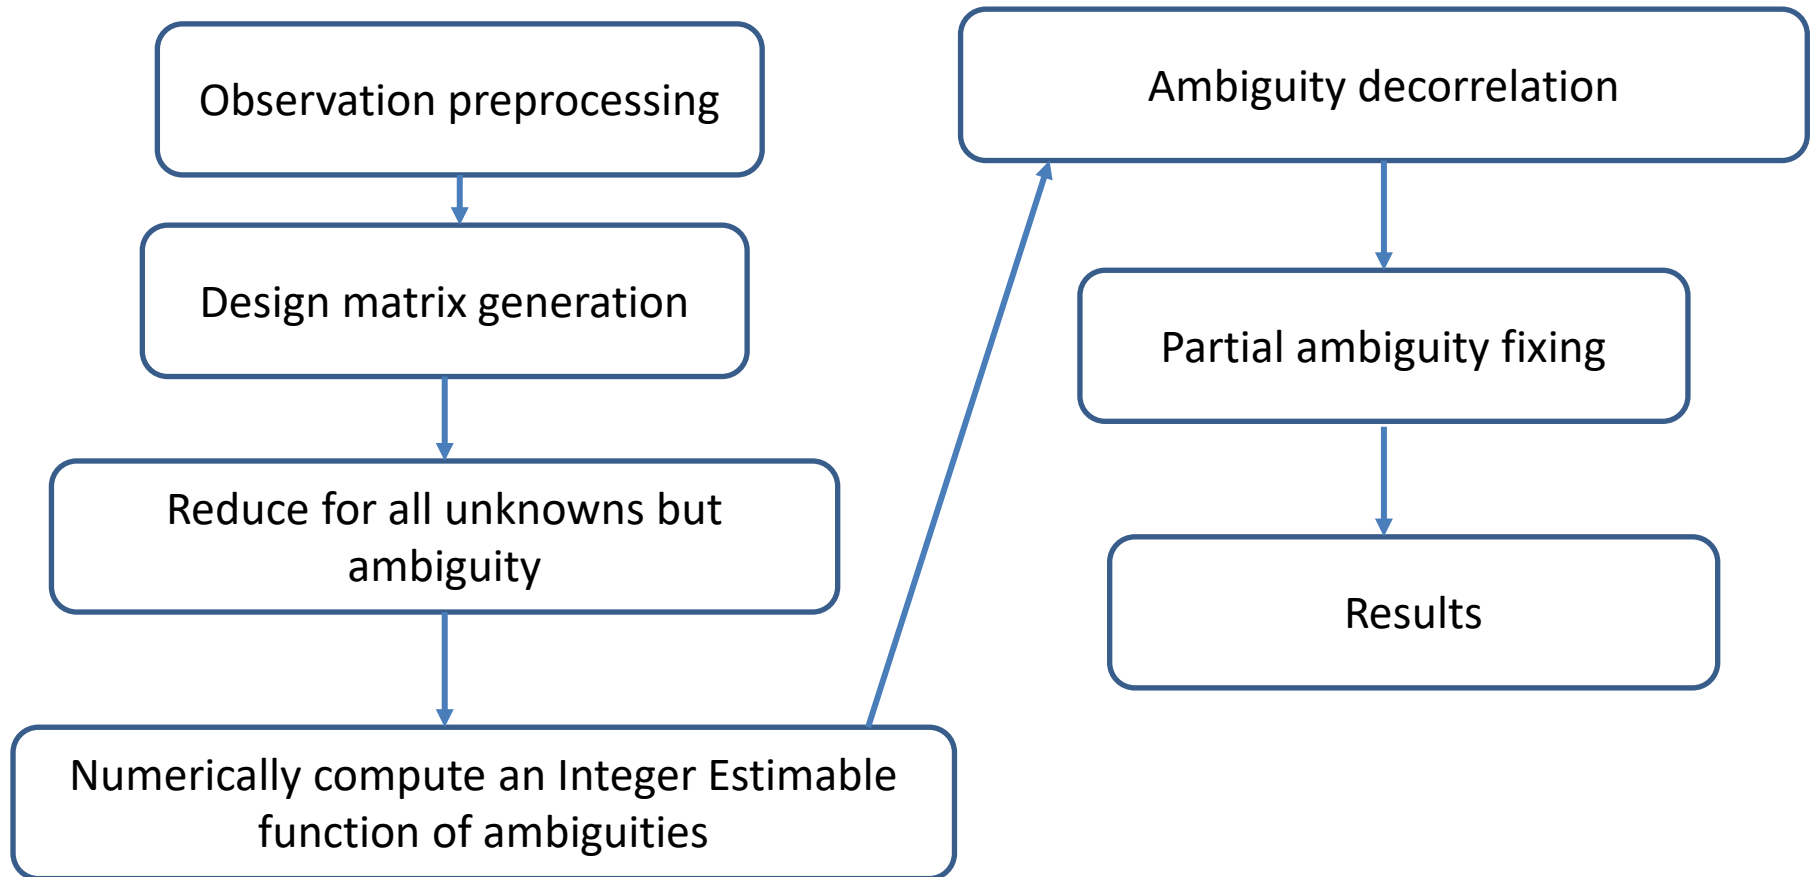 Observation preprocessing
Design matrix generation
Reduce for all unknowns but
ambiguity
Numerically compute an Integer Estimable
function of ambiguities
Ambiguity decorrelation
Partial ambiguity fixing
Results